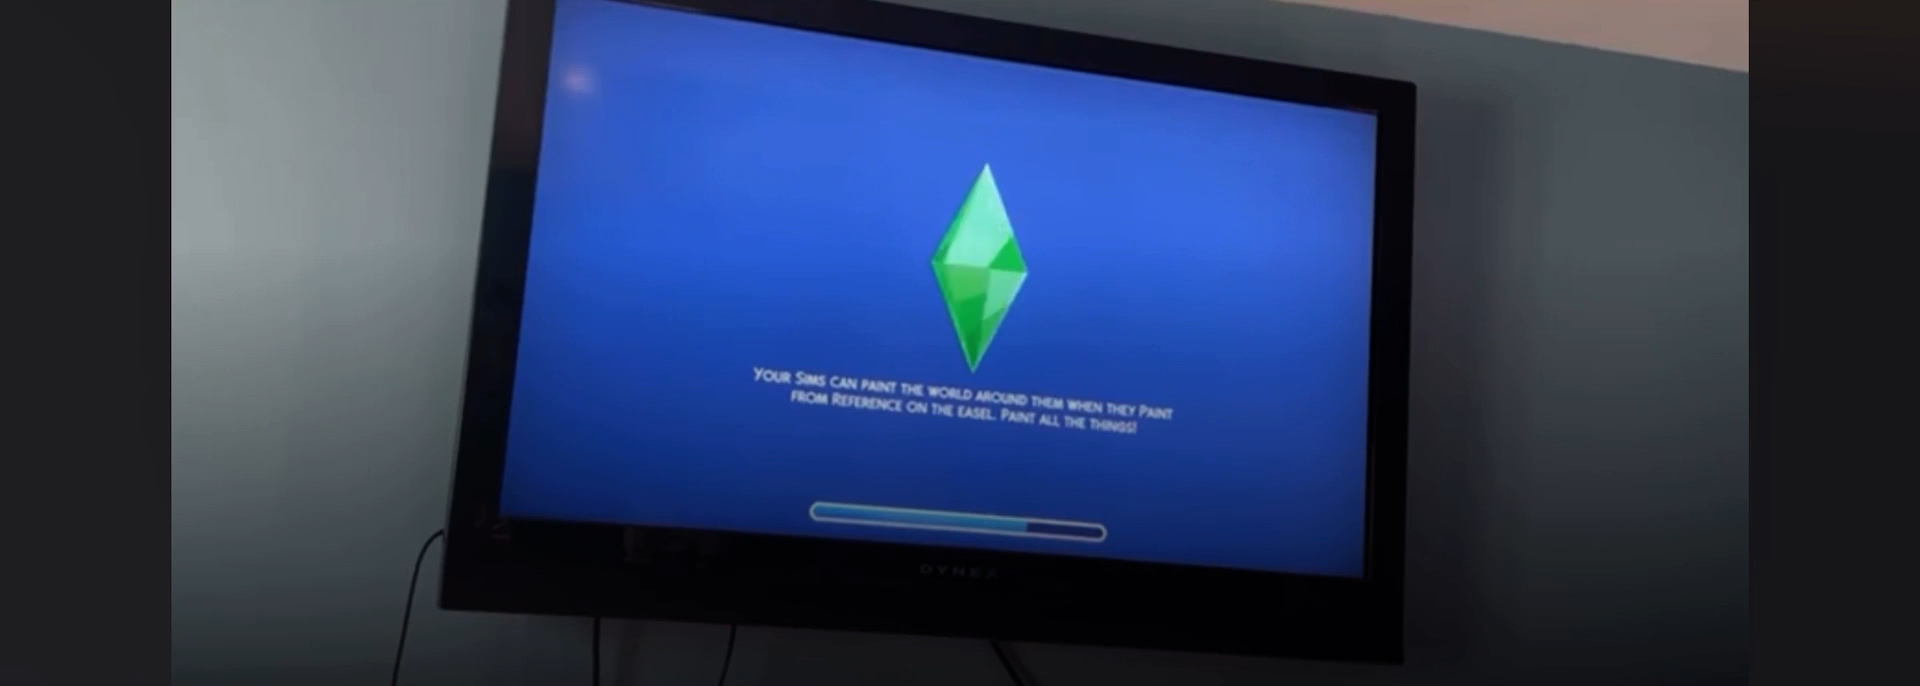 Your Sims can paint the world around them when they Paint
from Reference on the easel. Paint all the things!
DYNEX